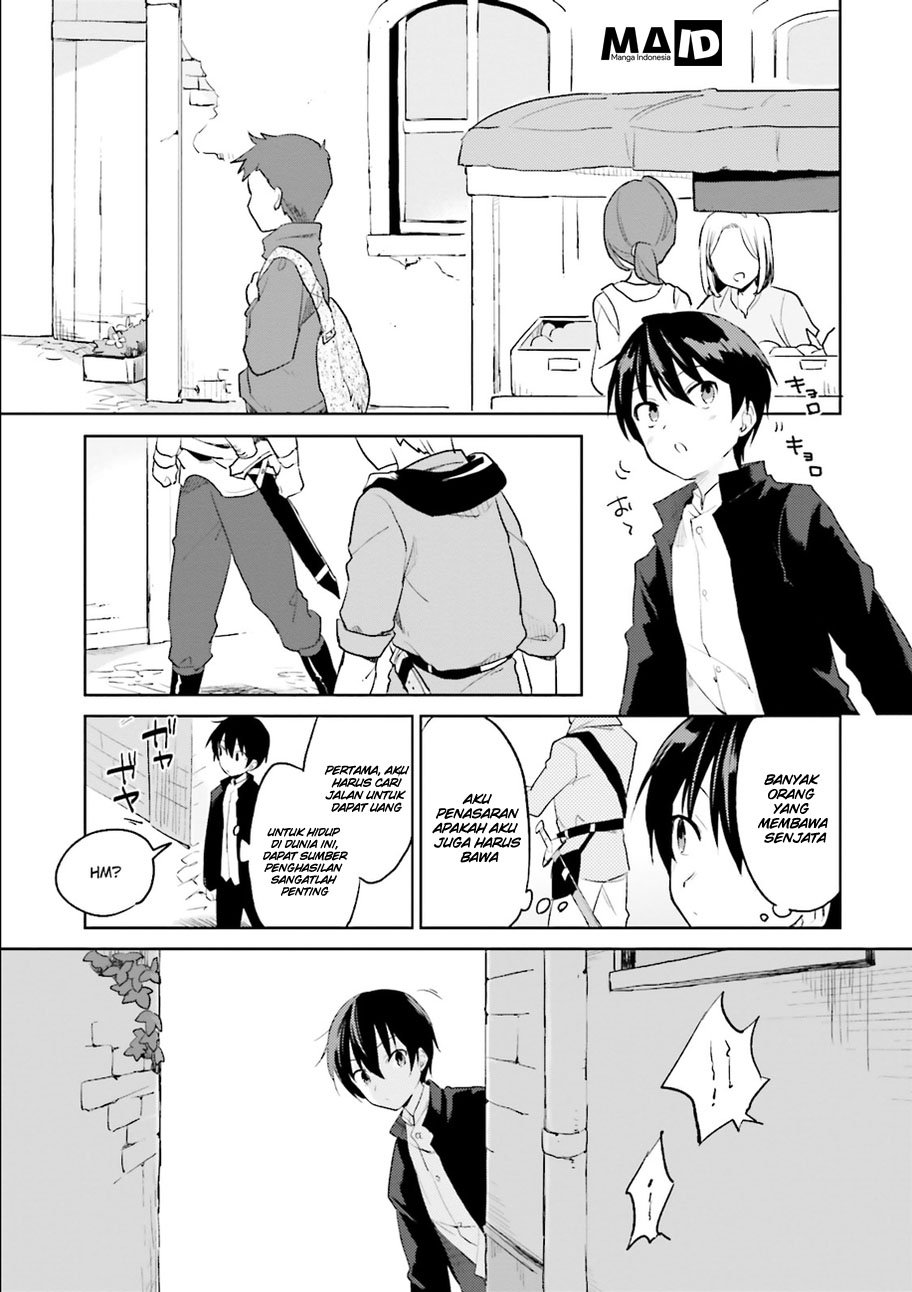 MAID
Manga Indonesia
キョロ
キョロ
お～
BANYAK
ORANG
YANG
MEMBAWA
SENJATA
AKU
PENASARAN
APAKAH AKU
JUGA HARUS
BAWA
PERTAMA, AKU
HARUS CARI
JALAN UNTUK
DAPAT UANG
UNTUK HIDUP
DI DUNIA INI,
DAPAT SUMBER
PENGHASILAN
SANGATLAH
PENTING
ガヤ
ガヤ
HM?